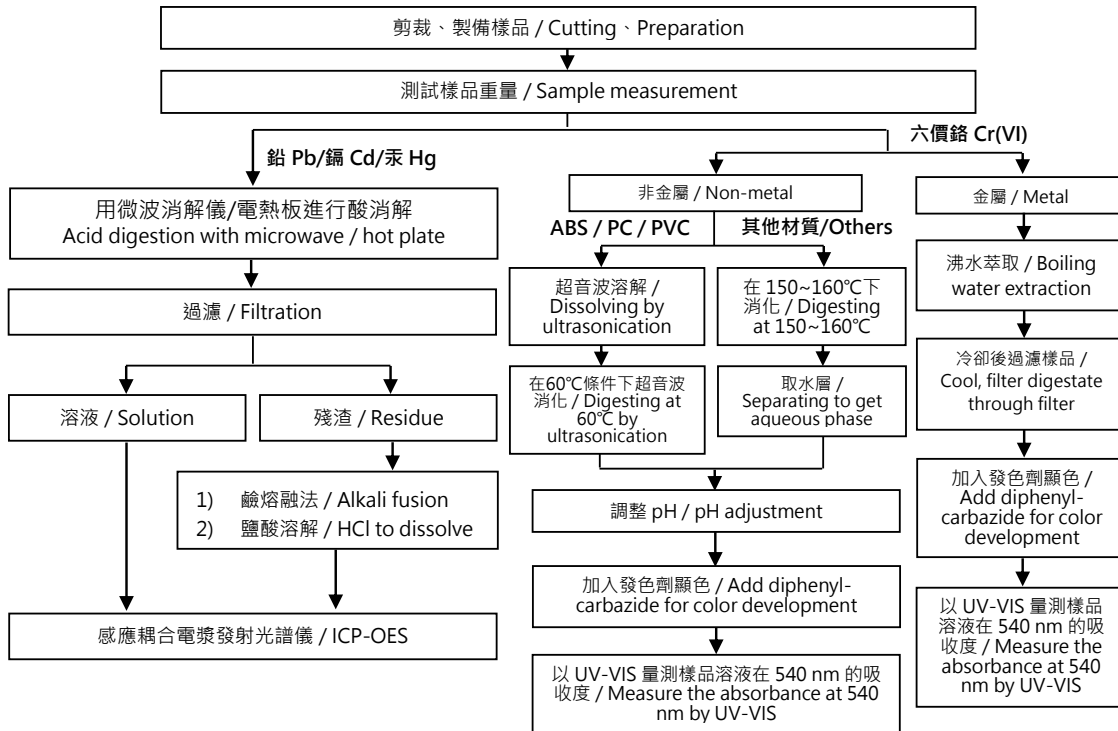 剪裁、製備樣品 / Cutting、Preparation
測試樣品重量 / Sample measurement
鉛 Pb/鎘 Cd/汞 Hg
六價鉻 Cr(VI)
用微波消解儀/電熱板進行酸消解
Acid digestion with microwave / hot plate
過濾 / Filtration
溶液 / Solution
殘渣 / Residue
1) 鹼熔融法 / Alkali fusion
2) 鹽酸溶解 / HCl to dissolve
感應耦合電漿發射光譜儀 / ICP-OES
非金屬 / Non-metal
ABS / PC / PVC
其他材質/Others
超音波溶解 /
Dissolving by
ultrasonication
在60℃條件下超音波
消化 / Digesting at
60℃ by
ultrasonication
在 150~160℃下
消化 / Digesting
at 150~160℃
取水層 /
Separating to get
aqueous phase
調整 pH / pH adjustment
加入發色劑顯色 / Add diphenyl-
carbazide for color development
以 UV-VIS 量測樣品溶液在 540 nm 的吸
收度 / Measure the absorbance at 540
nm by UV-VIS
金屬 / Metal
沸水萃取 / Boiling
water extraction
冷卻後過濾樣品 /
Cool, filter digestate
through filter
加入發色劑顯色 /
Add diphenyl-
carbazide for color
development
以 UV-VIS 量測樣品
溶液在 540 nm 的吸
收度 / Measure the
absorbance at 540
nm by UV-VIS